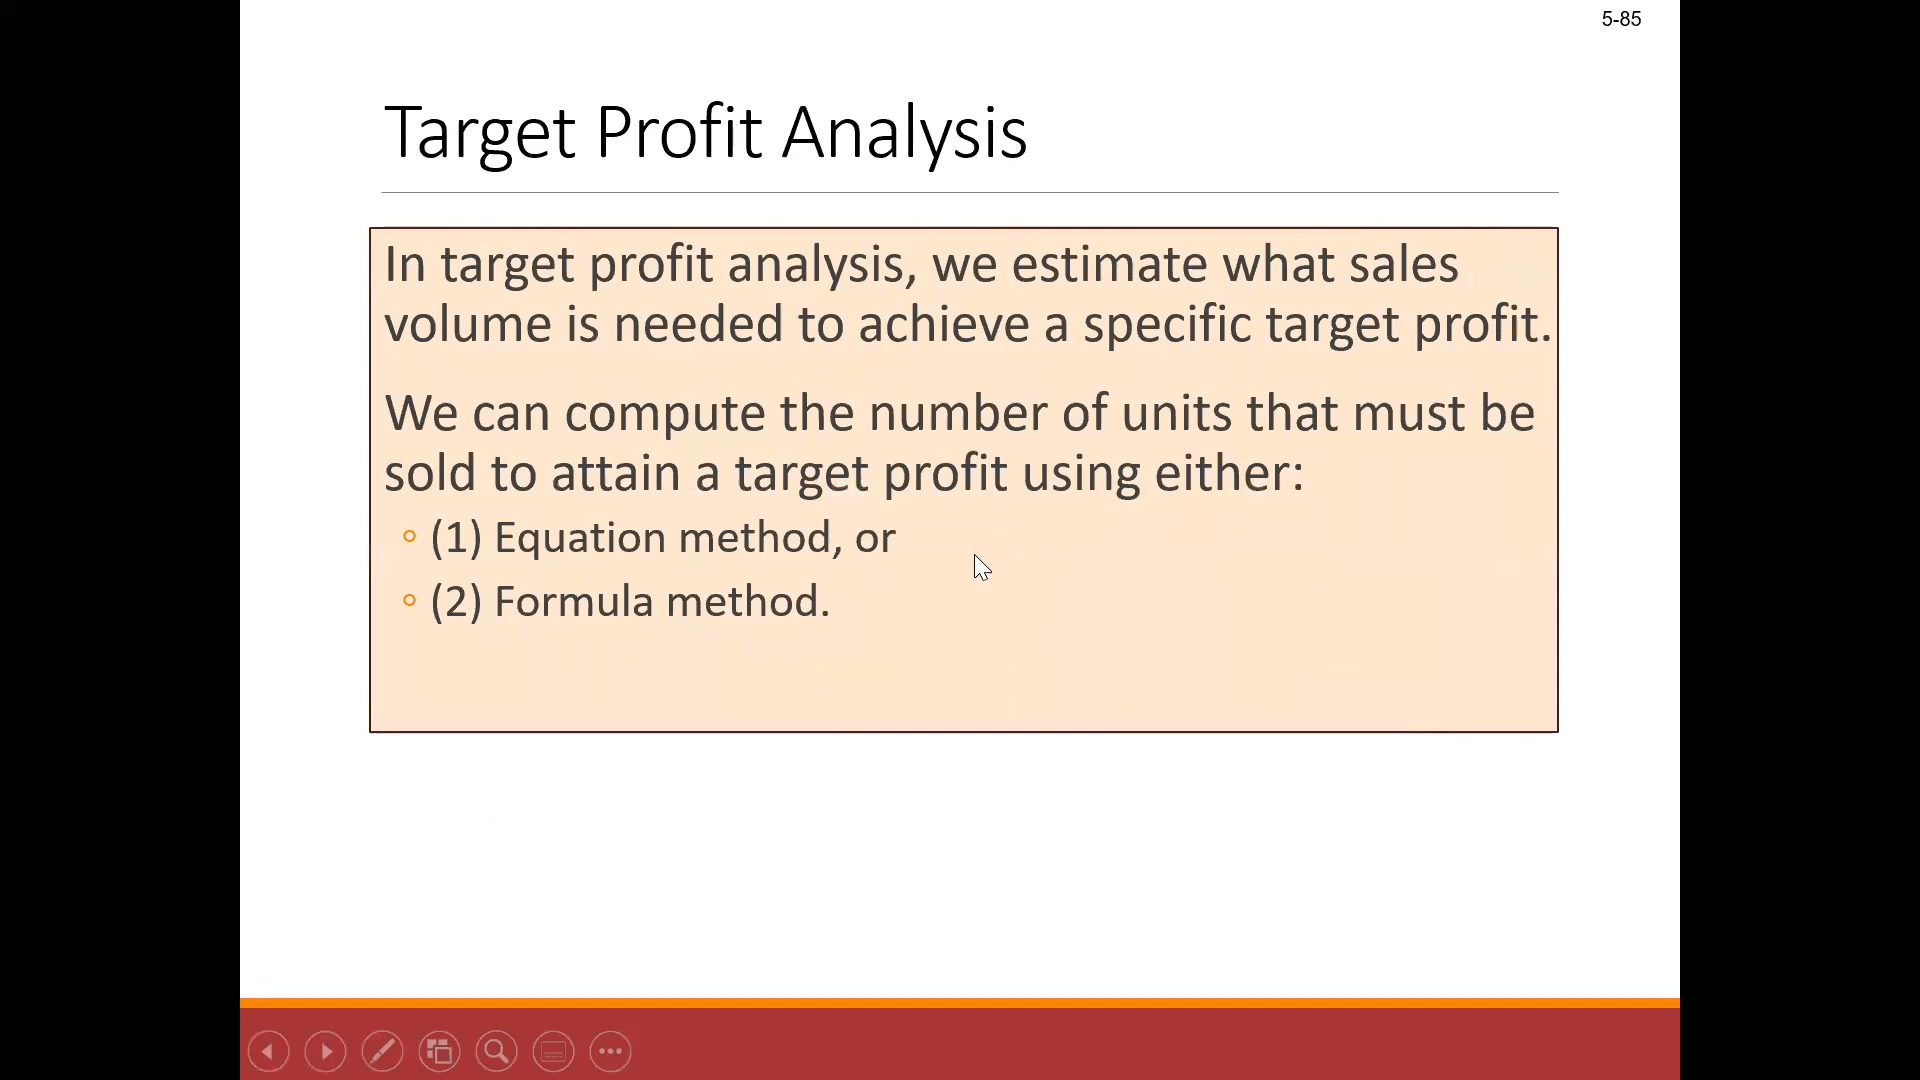 5-85
Target Profit Analysis
In target profit analysis, we estimate what sales
volume is needed to achieve a specific target profit.
We can compute the number of units that must be
sold to attain a target profit using either:
(1) Equation method, or
(2) Formula method.